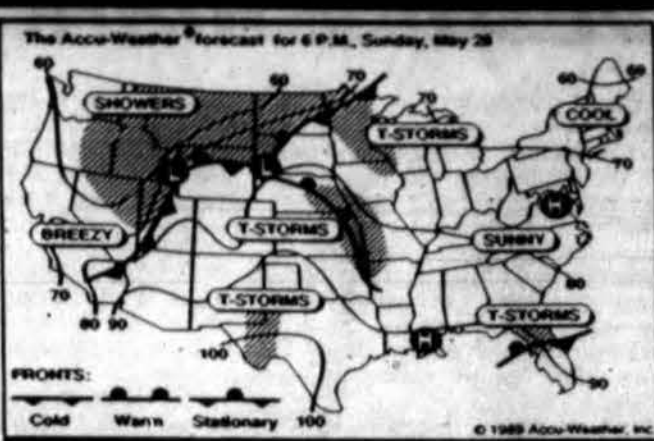 The Accu-Weather® forecast for 6 P.M., Sunday, May 28
60
60
70
70
60
60
SHOWERS
COOL
T-STORMS
70
L
L
H
BREEZY
T-STORMS
SUNNY
70
80
T-STORMS
T-STORMS
80 90
100
H
90
FRONTS:
Cold Warm Stationary
100
© 1989 Accu-Weather, Inc.